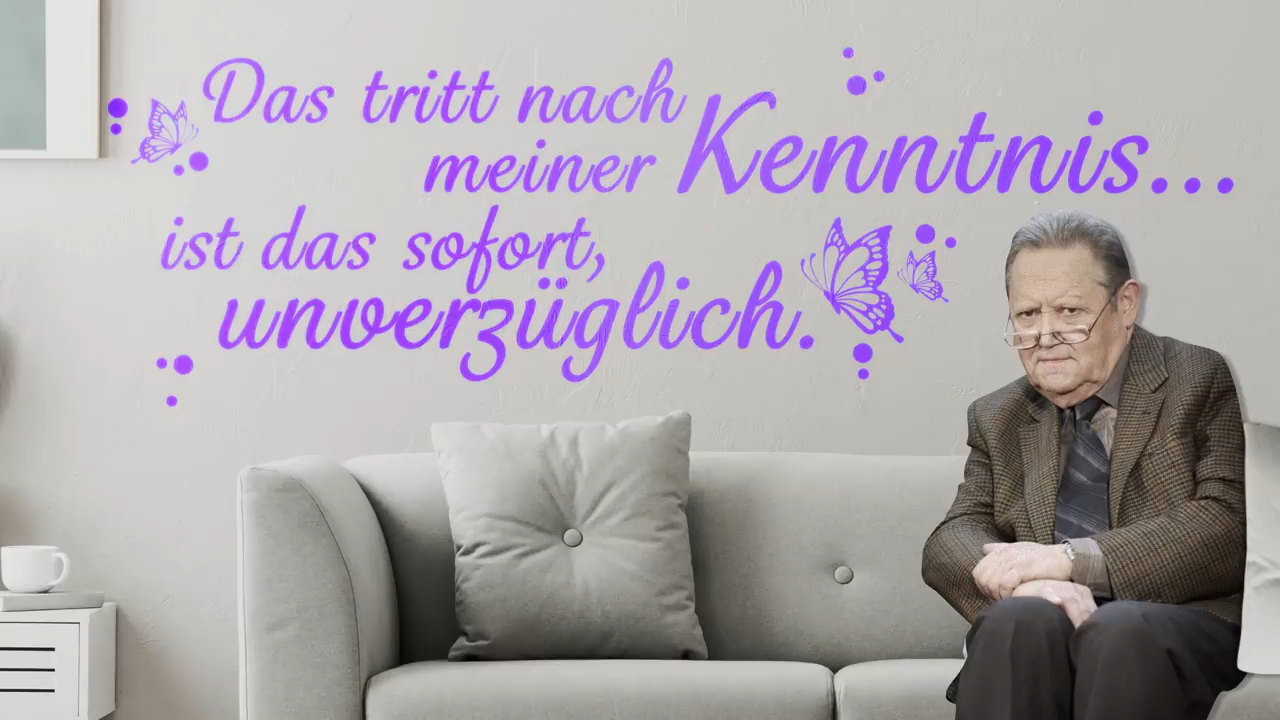 Das tritt nach
meiner Kenntnis...
ist das sofort,
unverzüglich.